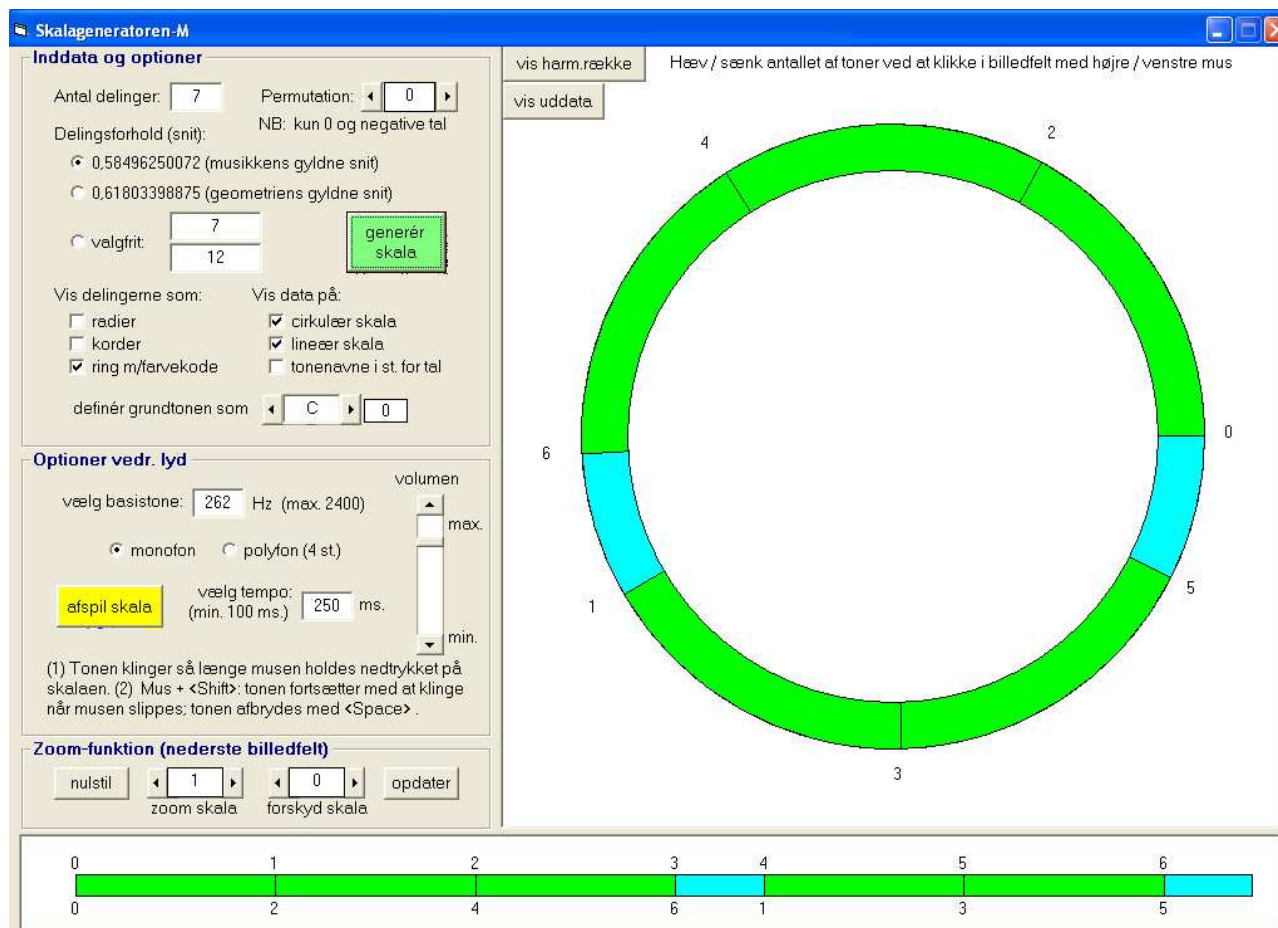 Skalageneratoren-M
Inddata og optioner
Antal delinger: 7 Permutation: 0
NB: kun 0 og negative tal
Delingsforhold (snit):
0,58496250072 (musikkens gyldne snit)
0,61803398875 (geometriens gyldne snit)
valgfrit: 7
12
generér
skala
Vis delingerne som: Vis data på:
radier cirkulær skala
korder lineær skala
ring m/farvekode tonenavne i st. for tal
definér grundtonen som C 0
Optioner vedr. lyd
volumen
vælg basistone: 262 Hz (max. 2400)
max.
monofon polyfon (4 st.)
afspil skala
vælg tempo:
(min. 100 ms.) 250 ms.
min.
(1) Tonen klinger så længe musen holdes nedtrykket på
skalaen. (2) Mus + <Shift>: tonen fortsætter med at klinge
når musen slippes; tonen afbrydes med <Space> .
Zoom-funktion (nederste billedfelt)
nulstil 1 0 opdater
zoom skala forskyd skala
vis harm.række Hæv / sænk antallet af toner ved at klikke i billedfelt med højre / venstre mus
vis uddata
4 2
6 0
1 5
3
0 1 2 3 4 5 6
0 2 4 6 1 3 5